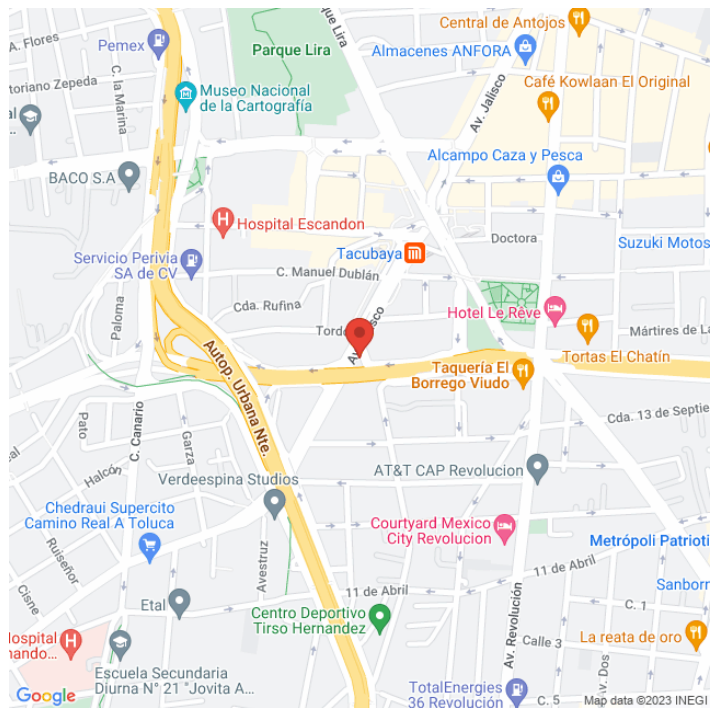 Central de Antojos
A. Flores
Pemex
Parque Lira
Parque Lira
Almacenes ANFORA
Café Kowlaan El Original
C. la Marina
toriano Zepeda
Museo Nacional
de la Cartografía
Av. Jalisco
Alcampo Caza y Pesca
BACO S.A
Hospital Escandon
Doctora
Suzuki Motos
Tacubaya
Servicio Perivia
SA de CV
C. Manuel Dublán
Cda. Rufina
Paloma
Hotel Le Rêve
Mártires de La
Tortas El Chatín
Autop. Urbana Nte.
Taquería El
Borrego Viudo
Pato
C. Canario
Garza
Cda. 13 de Septie
Halcón
Verdeespina Studios
AT&T CAP Revolucion
Chedraui Supercito
Camino Real A Toluca
Courtyard Mexico
City Revolucion
Metrópoli Patrioti
Ruiseñor
Avestruz
11 de Abril
Sanborn
Cisne
Etal
11 de Abril
Centro Deportivo
Tirso Hernandez
C. 1
Av. Revolución
Calle 3
La reata de oro
Hospital
nando...
Escuela Secundaria
Diurna N° 21 "Jovita A...
TotalEnergies
36 Revolución
C. 5
Av. Dos
Google
Map data ©2023 INEGI